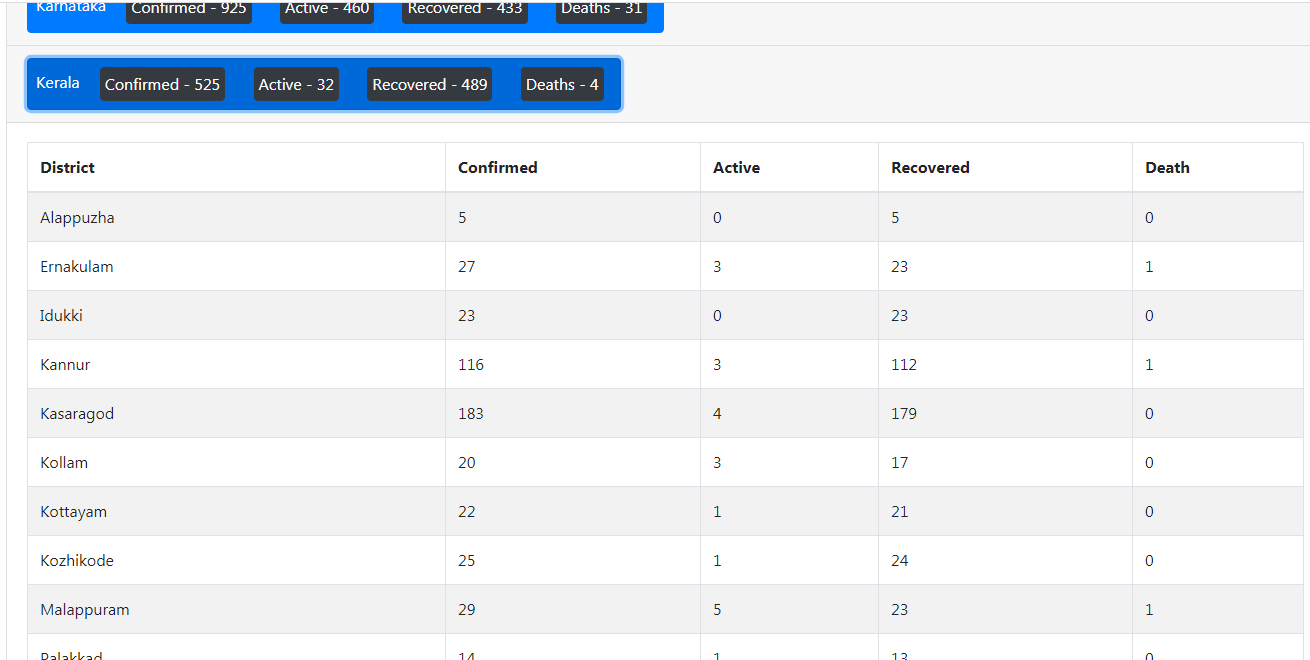 Karnataka Confirmed - 925 Active - 460 Recovered - 433 Deaths - 31
Kerala Confirmed - 525 Active - 32 Recovered - 489 Deaths - 4
District Confirmed Active Recovered Death
Alappuzha 5 0 5 0
Ernakulam 27 3 23 1
Idukki 23 0 23 0
Kannur 116 3 112 1
Kasaragod 183 4 179 0
Kollam 20 3 17 0
Kottayam 22 1 21 0
Kozhikode 25 1 24 0
Malappuram 29 5 23 1
Palakkad 14 1 13 0